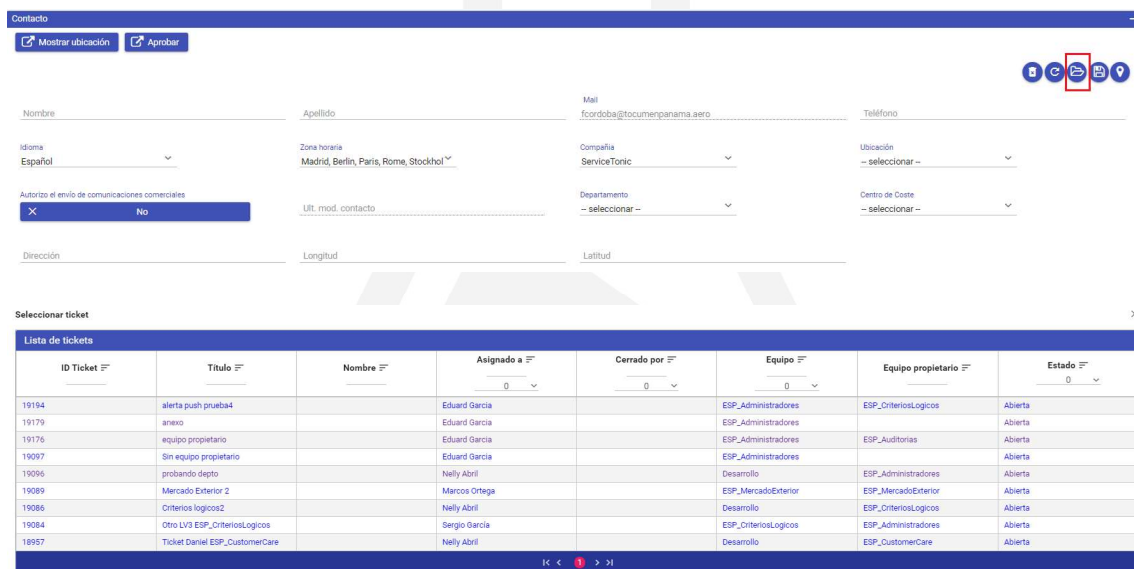 Contacto
Mostrar ubicación Aprobar
Mail
Nombre Apellido fcordoba@tocumenpanama.aero Teléfono
Idioma Zona horaria Compañía Ubicación
Español Madrid, Berlin, Paris, Rome, Stockhol ServiceTonic -- seleccionar --
Autorizo el envío de comunicaciones comerciales Departamento Centro de Coste
No Ult. mod. contacto -- seleccionar -- -- seleccionar --
Dirección Longitud Latitud
Seleccionar ticket
Lista de tickets
ID Ticket Título Nombre Asignado a Cerrado por Equipo Equipo propietario Estado
0 0 0 0
19194 alerta push prueba4 Eduard Garcia ESP_Administradores ESP_CriteriosLogicos Abierta
19179 anexo Eduard Garcia ESP_Administradores Abierta
19176 equipo propietario Eduard Garcia ESP_Administradores ESP_Auditorias Abierta
19097 Sin equipo propietario Eduard Garcia ESP_Administradores Abierta
19096 probando depto Nelly Abril Desarrollo ESP_Administradores Abierta
19089 Mercado Exterior 2 Marcos Ortega ESP_MercadoExterior ESP_MercadoExterior Abierta
19086 Criterios logicos2 Nelly Abril Desarrollo ESP_CriteriosLogicos Abierta
19084 Otro LV3 ESP_CriteriosLogicos Sergio García ESP_CriteriosLogicos ESP_Administradores Abierta
18957 Ticket Daniel ESP_CustomerCare Nelly Abril Desarrollo ESP_CustomerCare Abierta
1